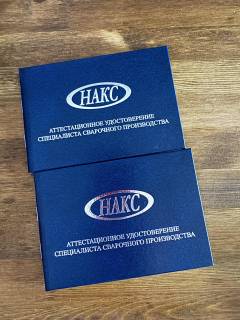 НАКС
АТТЕСТАЦИОННОЕ УДОСТОВЕРЕНИЕ
СПЕЦИАЛИСТА СВАРОЧНОГО ПРОИЗВОДСТВА
НАКС
АТТЕСТАЦИОННОЕ УДОСТОВЕРЕНИЕ
СПЕЦИАЛИСТА СВАРОЧНОГО ПРОИЗВОДСТВА